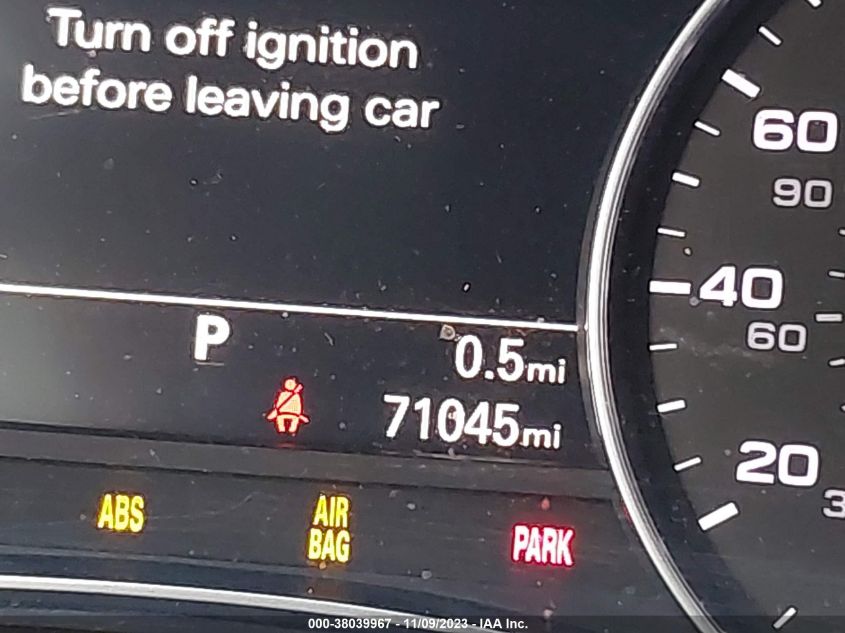 Turn off ignition
before leaving car
60
90
40
60
P
0.5mi
71045mi
20
ABS
AIR
BAG
PARK
000-38039967 - 11/09/2023 - IAA Inc.